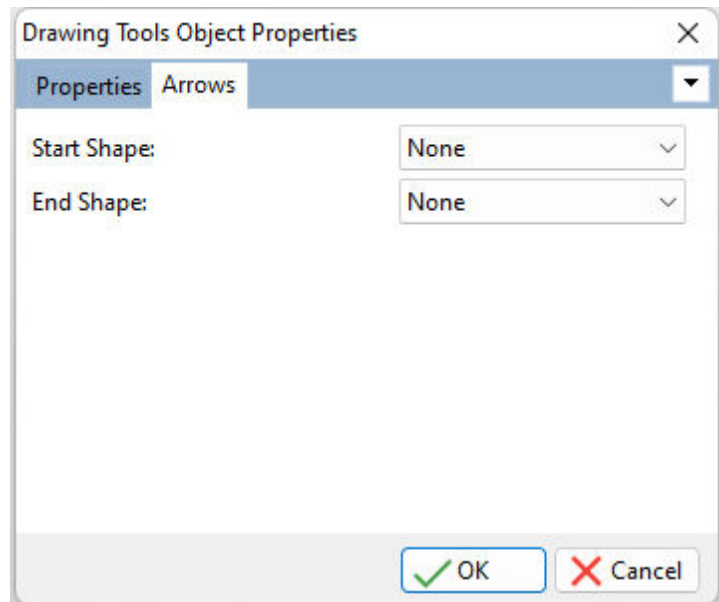 Drawing Tools Object Properties
Properties Arrows
Start Shape: None
End Shape: None
OK Cancel